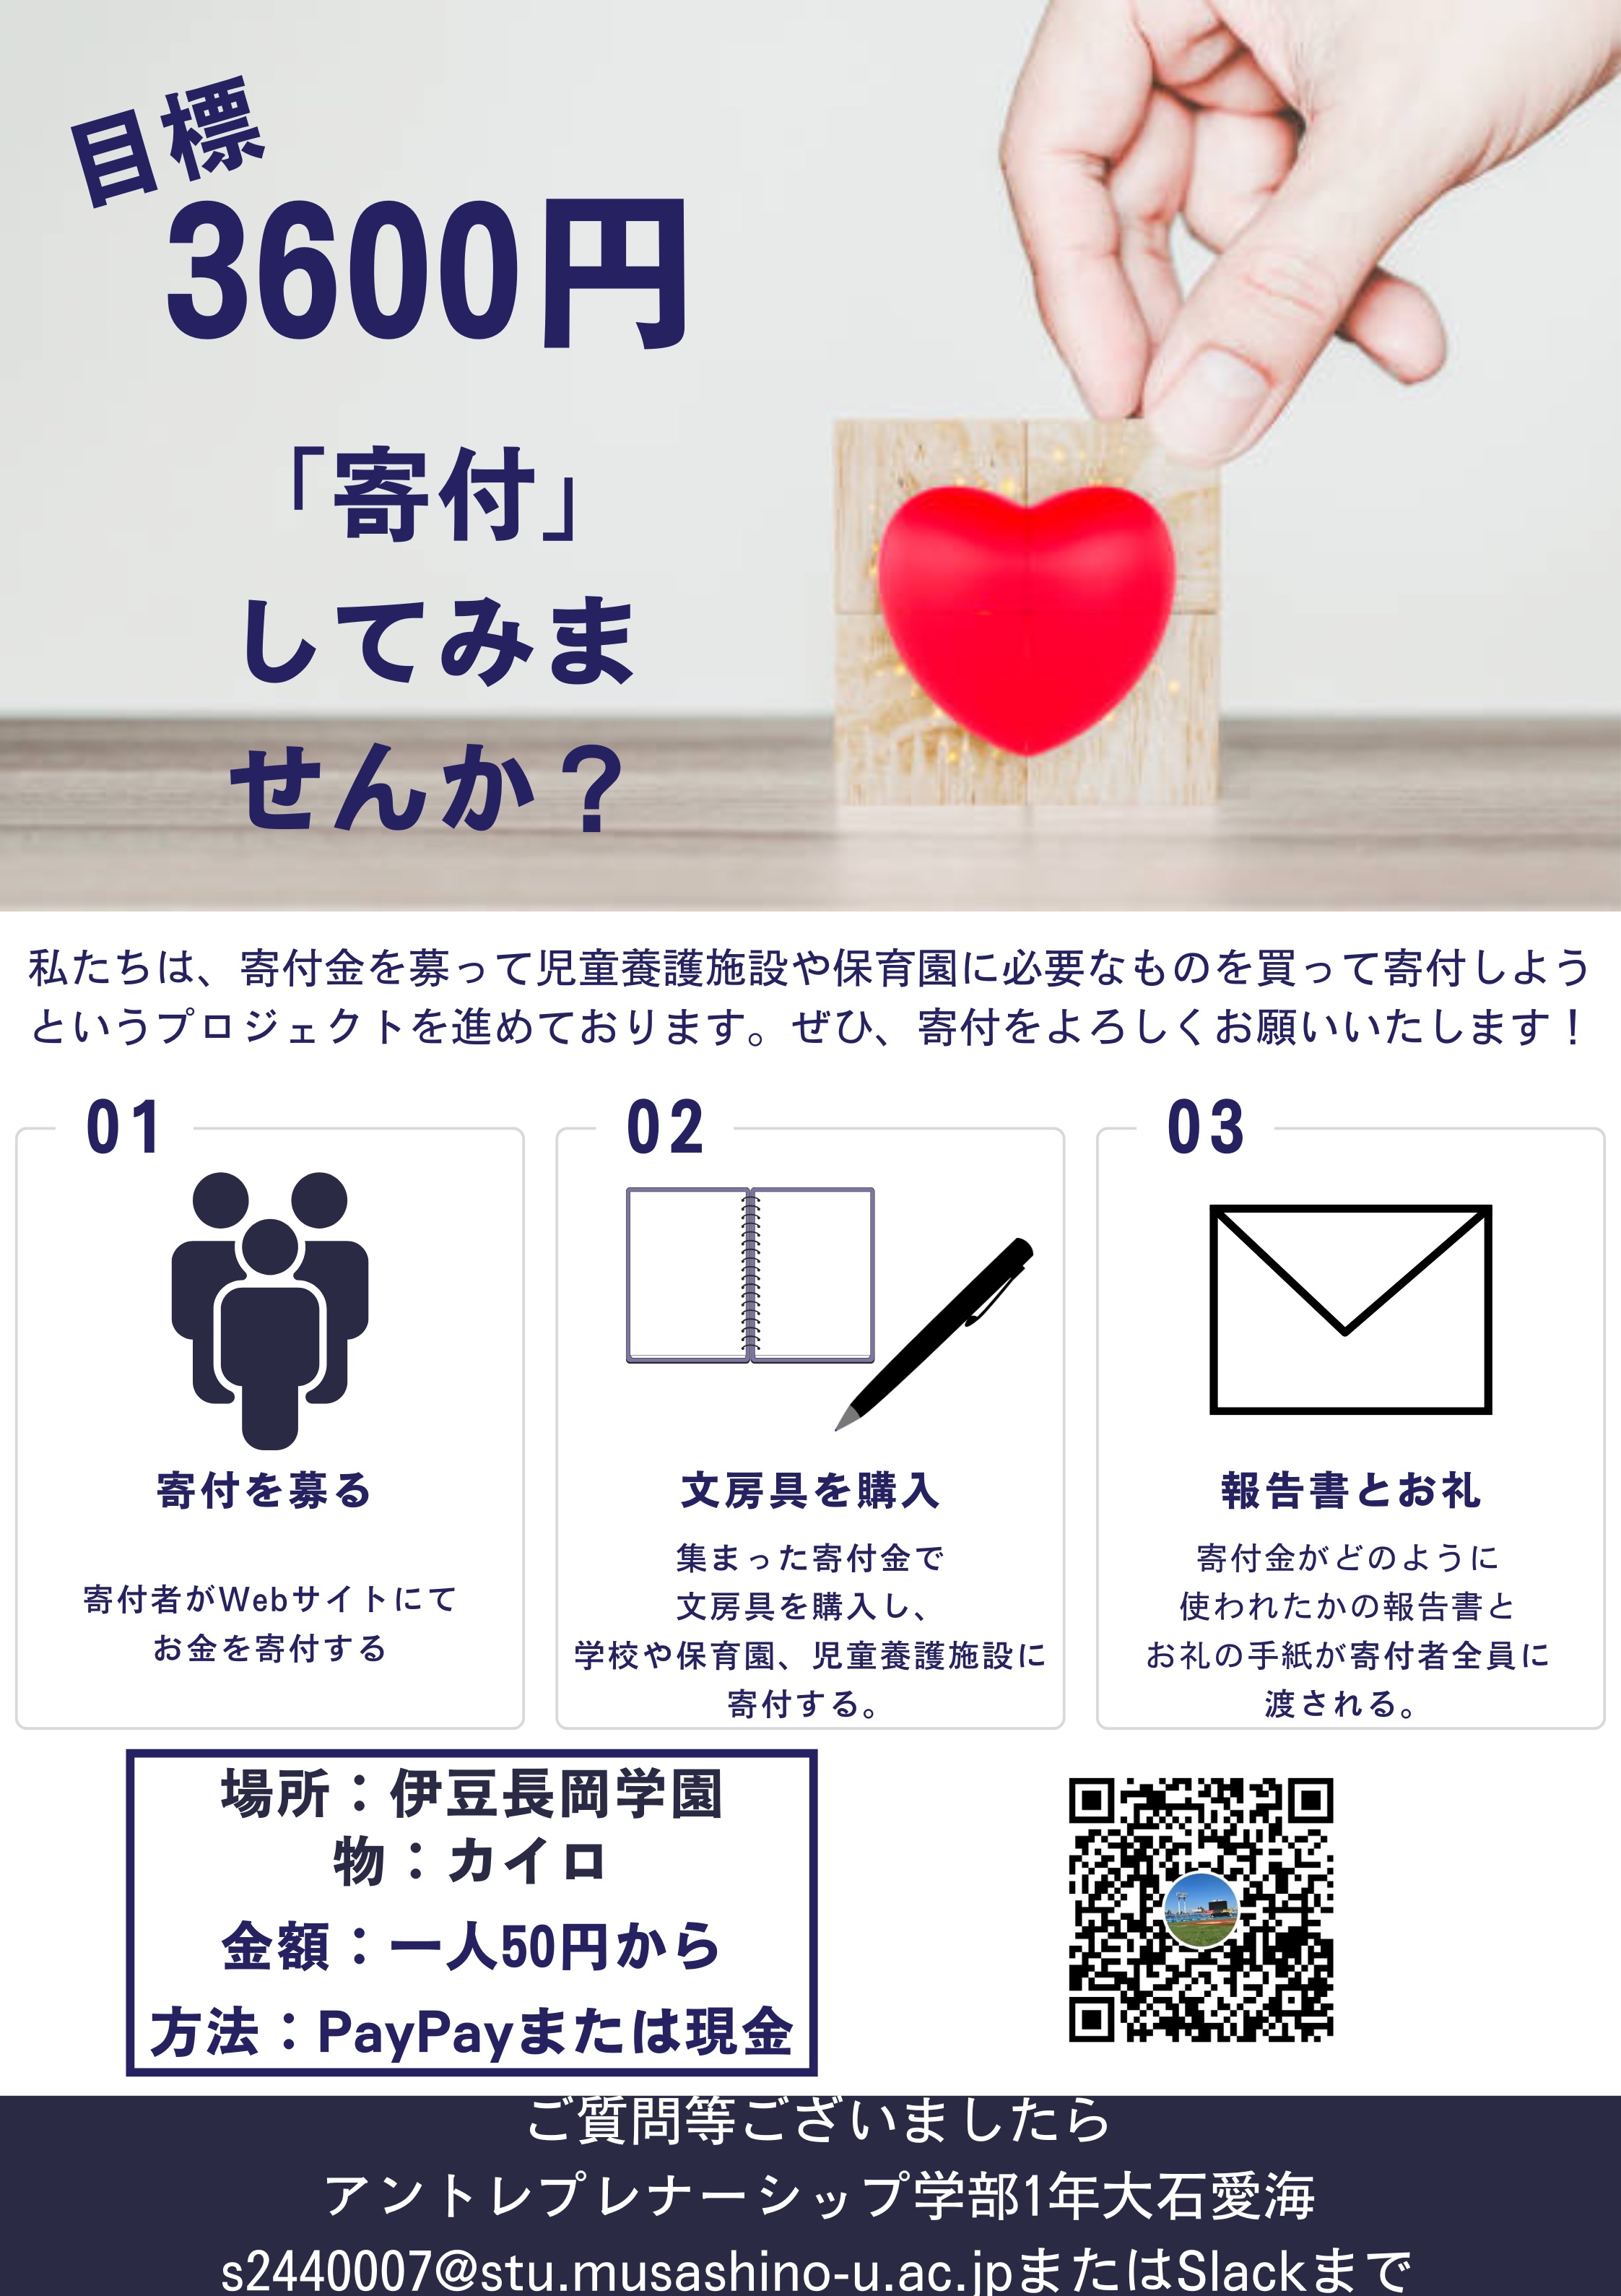 目標
3600円
「寄付」
してみま
せんか？
私たちは、寄付金を募って児童養護施設や保育園に必要なものを買って寄付しよう
というプロジェクトを進めております。ぜひ、寄付をよろしくお願いいたします！
01
寄付を募る
寄付者がWebサイトにて
お金を寄付する
02
文房具を購入
集まった寄付金で
文房具を購入し、
学校や保育園、児童養護施設に
寄付する。
03
報告書とお礼
寄付金がどのように
使われたかの報告書と
お礼の手紙が寄付者全員に
渡される。
場所：伊豆長岡学園
物：カイロ
金額：一人50円から
方法：PayPayまたは現金
ご質問等ございましたら
アントレプレナーシップ学部1年大石愛海
s2440007@stu.musashino-u.ac.jpまたはSlackまで